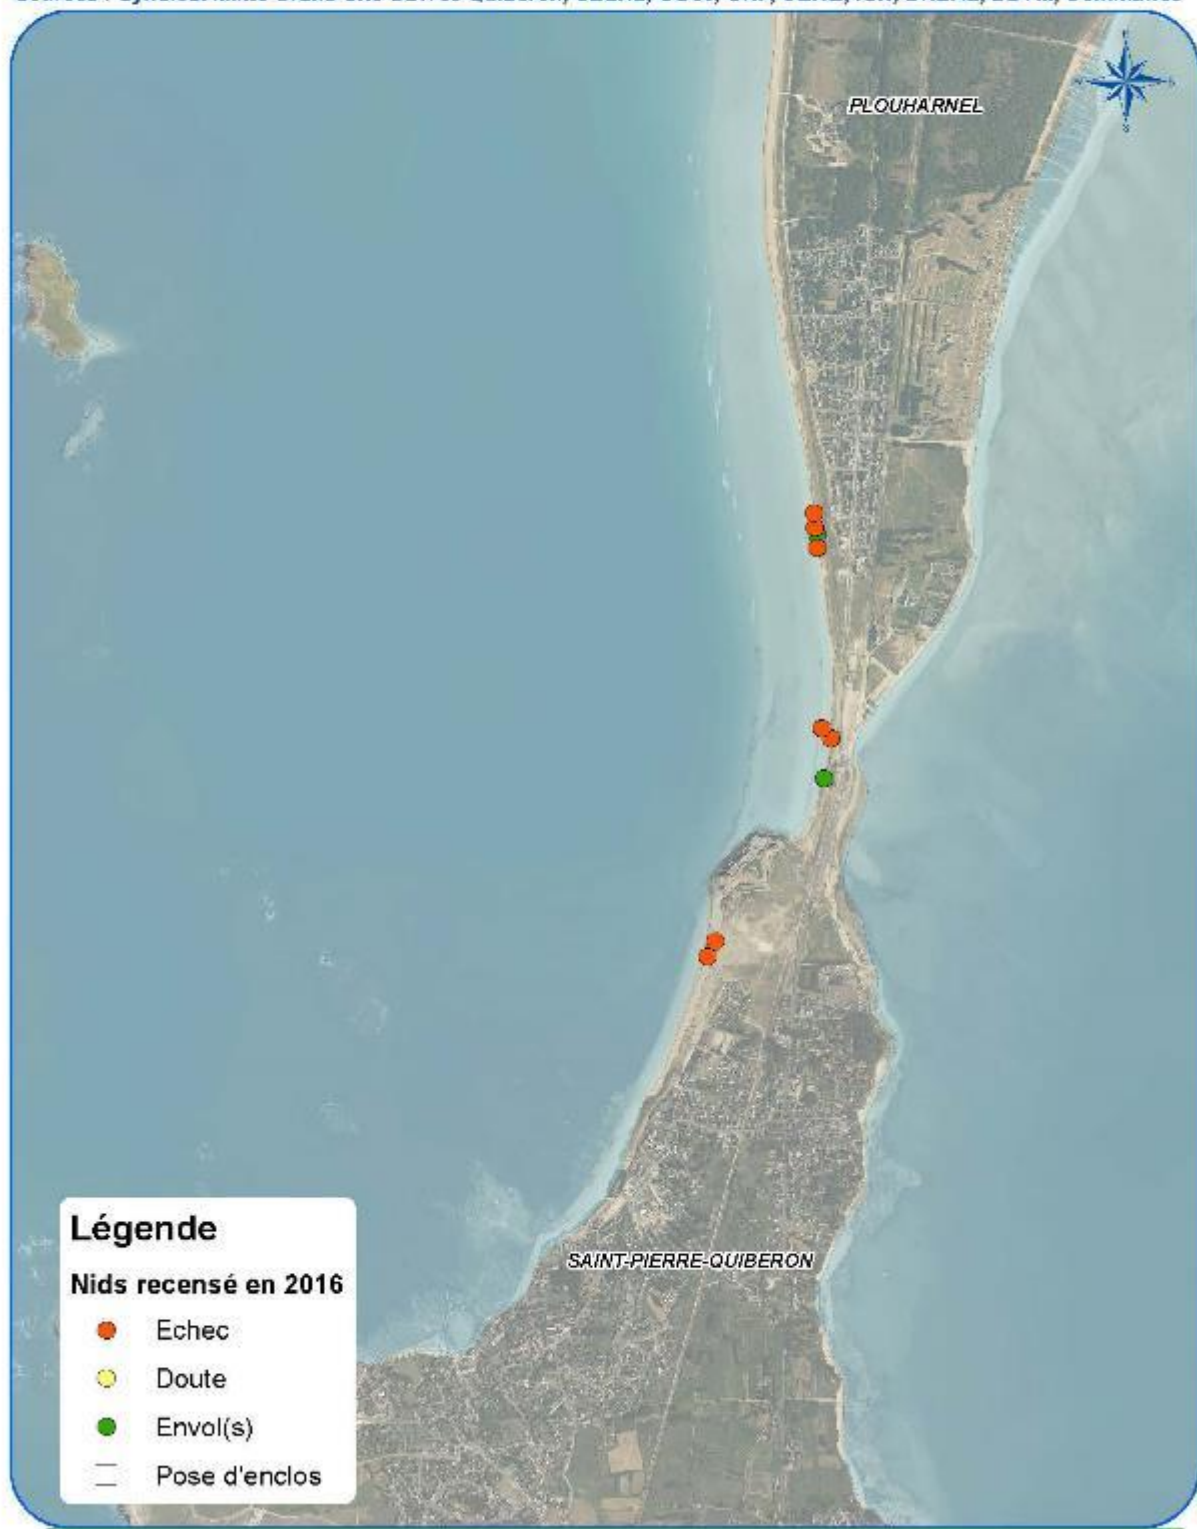 PLOUHARNEL
SAINT-PIERRE-QUIBERON
Légende
Nids recensé en 2016
Echec
Doute
Envol(s)
Pose d'enclos